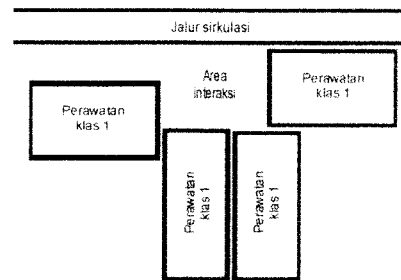 Jalur sirkulasi
Area
interaksi
Perawatan
klas 1
Perawatan
klas 1
Perawatan
klas 1
Perawatan
klas 1